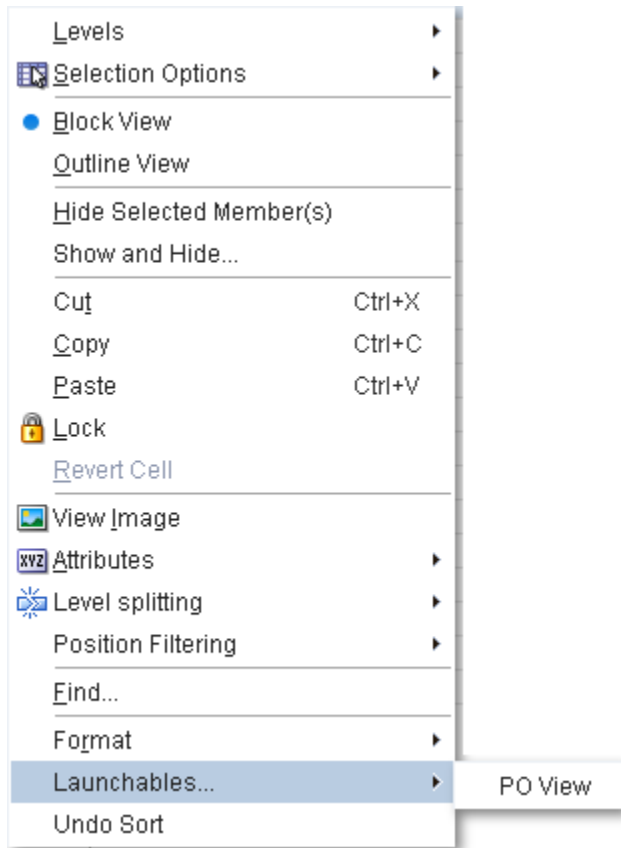 Levels
Selection Options
Block View
Outline View
Hide Selected Member(s)
Show and Hide...
Cut Ctrl+X
Copy Ctrl+C
Paste Ctrl+V
Lock
Revert Cell
View Image
XYZ Attributes
Level splitting
Position Filtering
Find...
Format
Launchables... PO View
Undo Sort